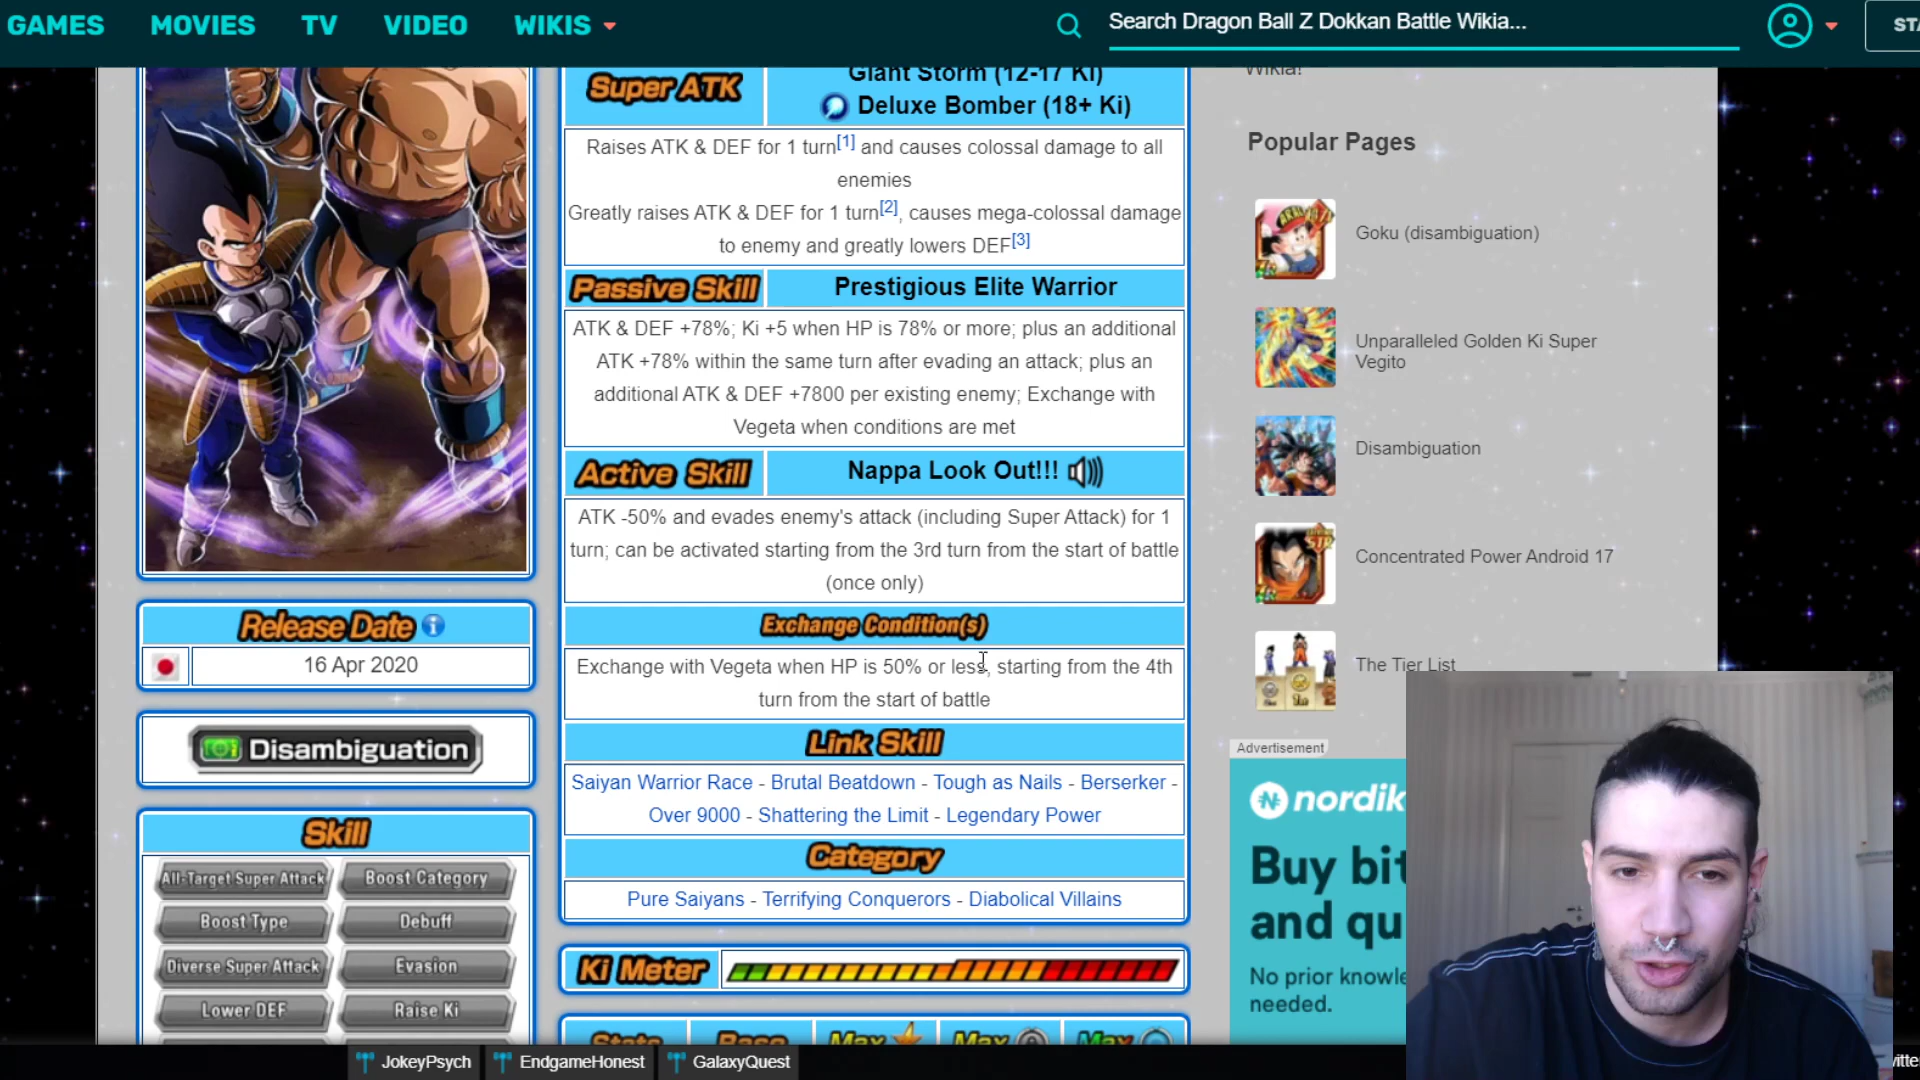 GAMES MOVIES TV VIDEO WIKIS
Search Dragon Ball Z Dokkan Battle Wikia...
Super ATK
Giant Storm (12-17 Ki)
Deluxe Bomber (18+ Ki)
Raises ATK & DEF for 1 turn[1] and causes colossal damage to all
enemies
Greatly raises ATK & DEF for 1 turn[2], causes mega-colossal damage
to enemy and greatly lowers DEF[3]
Passive Skill
Prestigious Elite Warrior
ATK & DEF +78%; Ki +5 when HP is 78% or more; plus an additional
ATK +78% within the same turn after evading an attack; plus an
additional ATK & DEF +7800 per existing enemy; Exchange with
Vegeta when conditions are met
Active Skill
Nappa Look Out!!!
ATK -50% and evades enemy's attack (including Super Attack) for 1
turn; can be activated starting from the 3rd turn from the start of battle
(once only)
Exchange Condition(s)
Exchange with Vegeta when HP is 50% or less, starting from the 4th
turn from the start of battle
Link Skill
Saiyan Warrior Race - Brutal Beatdown - Tough as Nails - Berserker -
Over 9000 - Shattering the Limit - Legendary Power
Category
Pure Saiyans - Terrifying Conquerors - Diabolical Villains
Ki Meter
Stats Base Max Max Max
Release Date
16 Apr 2020
Disambiguation
Skill
All-Target Super Attack Boost Category
Boost Type Debuff
Diverse Super Attack Evasion
Lower DEF Raise Ki
Wikia!
Popular Pages
Goku (disambiguation)
Unparalleled Golden Ki Super
Vegito
Disambiguation
Concentrated Power Android 17
The Tier List
Advertisement
nordik
Buy bit
and qu
No prior knowle
needed.
JokeyPsych EndgameHonest GalaxyQuest